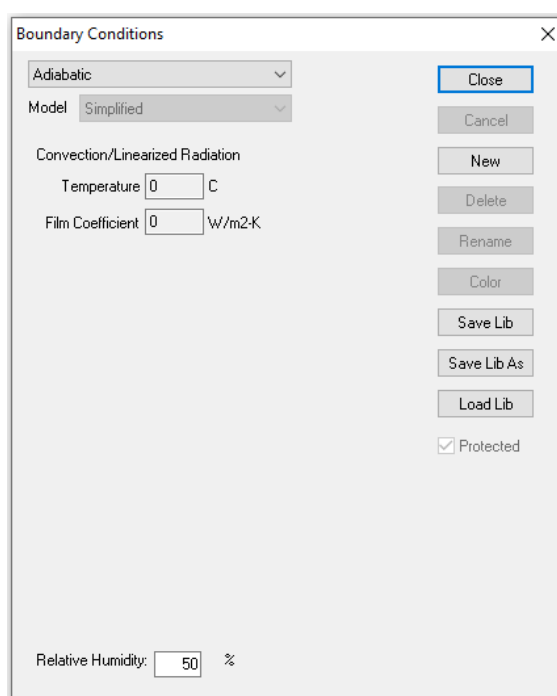 Boundary Conditions
Adiabatic
Close
Model Simplified
Cancel
Convection/Linearized Radiation
New
Temperature 0 C
Delete
Film Coefficient 0 W/m2-K
Rename
Color
Save Lib
Save Lib As
Load Lib
Protected
Relative Humidity: 50 %